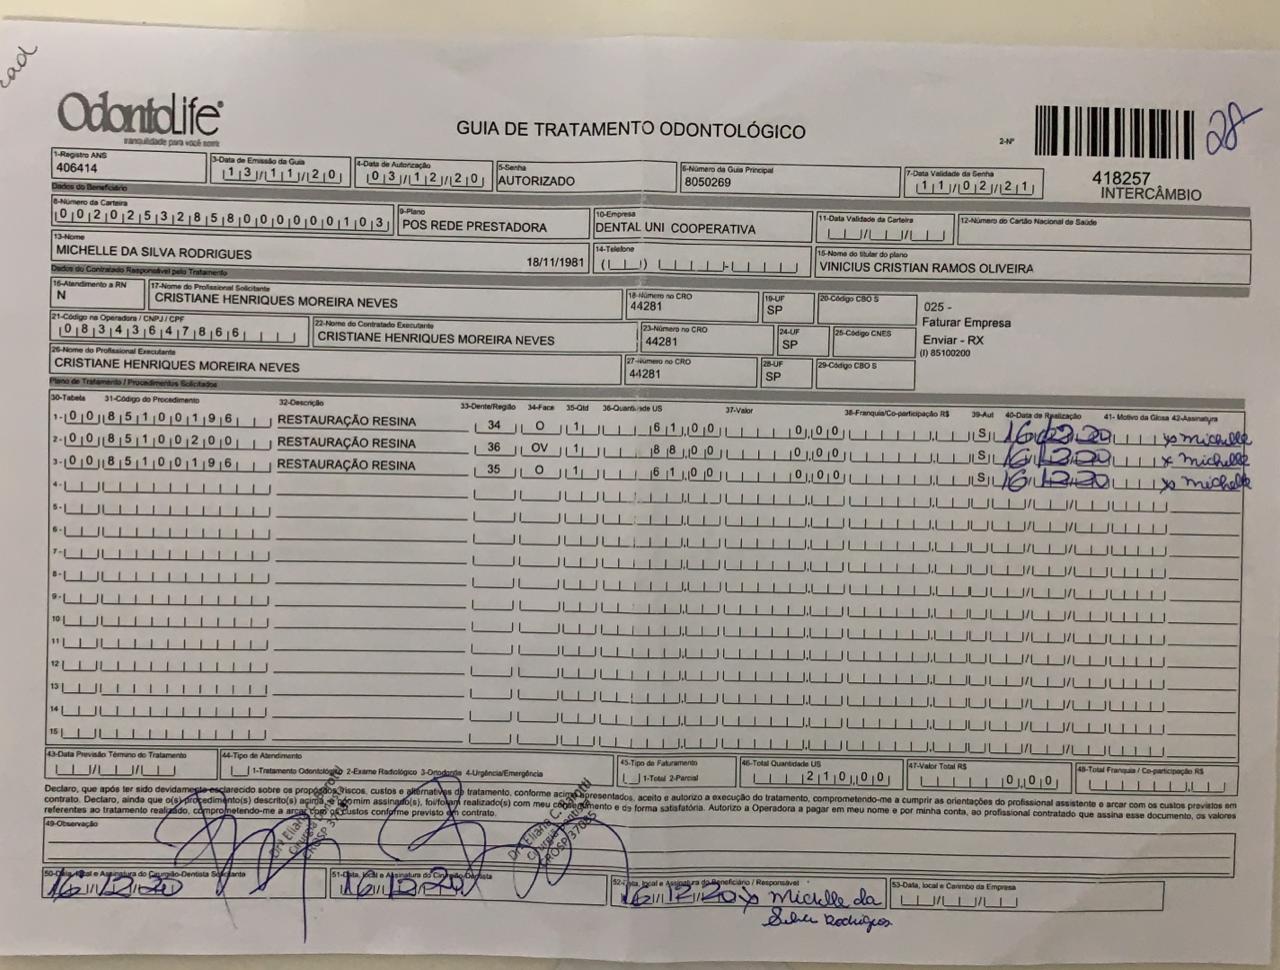 OdontoLife
tranquilidade para você sorrir
GUIA DE TRATAMENTO ODONTOLÓGICO
2-Nº
28
418257
INTERCÂMBIO
1-Registro ANS 3-Data de Emissão da Guia 4-Data de Autorização 5-Senha 6-Número da Guia Principal 7-Data Validade da Senha
406414 13/11/20 03/12/20 AUTORIZADO 8050269 11/02/21
Dados do Beneficiário
8-Número da Carteira 9-Plano 10-Empresa 11-Data Validade da Carteira 12-Número do Cartão Nacional de Saúde
00202532858000000103 POS REDE PRESTADORA DENTAL UNI COOPERATIVA
13-Nome 14-Telefone 15-Nome do titular do plano
MICHELLE DA SILVA RODRIGUES 18/11/1981 VINICIUS CRISTIAN RAMOS OLIVEIRA
Dados do Contratado Responsável pelo Tratamento
16-Atendimento a RN 17-Nome do Profissional Solicitante 18-Número no CRO 19-UF 20-Código CBO S
N CRISTIANE HENRIQUES MOREIRA NEVES 44281 SP
025 -
Faturar Empresa
Enviar - RX
(I) 85100200
21-Código na Operadora / CNPJ / CPF 22-Nome do Contratado Executante 23-Número no CRO 24-UF 25-Código CNES
08343647866 CRISTIANE HENRIQUES MOREIRA NEVES 44281 SP
26-Nome do Profissional Executante 27-Número no CRO 28-UF 29-Código CBO S
CRISTIANE HENRIQUES MOREIRA NEVES 44281 SP
Plano de Tratamento / Procedimentos Solicitados
30-Tabela 31-Código do Procedimento 32-Descrição 33-Dente/Região 34-Face 35-Qtd 36-Quantidade US 37-Valor 38-Franquia/Co-participação R$ 39-Aut 40-Data de Realização 41- Motivo da Glosa 42-Assinatura
1- 00 85100196 RESTAURAÇÃO RESINA 34 O 1 61,00 0,00 S 16/12/20 x Michelle
2- 00 85100200 RESTAURAÇÃO RESINA 36 OV 1 88,00 0,00 S 16/12/20 x Michelle
3- 00 85100196 RESTAURAÇÃO RESINA 35 O 1 61,00 0,00 S 16/12/20 x Michelle
4-
5-
6-
7-
8-
9-
10
11
12
13
14
15
43-Data Previsão Término do Tratamento 44-Tipo de Atendimento 45-Tipo de Faturamento 46-Total Quantidade US 47-Valor Total R$ 48-Total Franquia / Co-participação R$
1-Tratamento Odontológico 2-Exame Radiológico 3-Ortodontia 4-Urgência/Emergência 1-Total 2-Parcial 210,00 0,00
Declaro, que após ter sido devidamente esclarecido sobre os propósitos, riscos, custos e alternativas do tratamento, conforme acima apresentados, aceito e autorizo a execução do tratamento, comprometendo-me a cumprir as orientações do profissional assistente e arcar com os custos previstos em
contrato. Declaro, ainda que o(s) procedimento(s) descrito(s) acima, e por mim assinado(s), foi/foram realizado(s) com meu consentimento e de forma satisfatória. Autorizo a Operadora a pagar em meu nome e por minha conta, ao profissional contratado que assina esse documento, os valores
referentes ao tratamento realizado, comprometendo-me a arcar com os custos conforme previsto em contrato.
49-Observação
50-Data, local e Assinatura do Cirurgião-Dentista Solicitante 51-Data, local e Assinatura do Cirurgião-Dentista 52-Data, local e Assinatura do Beneficiário / Responsável 53-Data, local e Carimbo da Empresa
16/12/20 16/12/20 16/12/20 x Michelle da
Silva Rodrigues